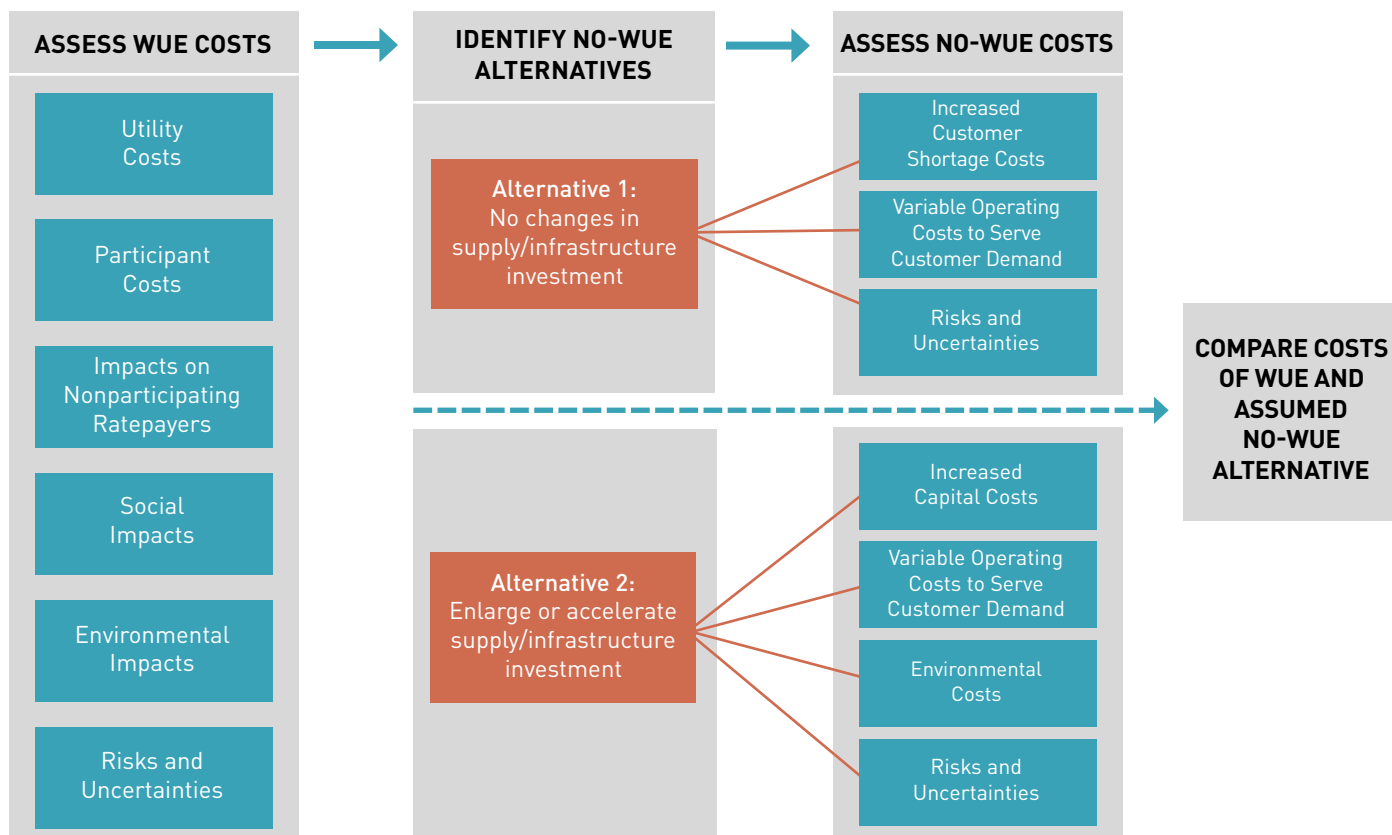 ASSESS WUE COSTS
Utility
Costs
Participant
Costs
Impacts on
Nonparticipating
Ratepayers
Social
Impacts
Environmental
Impacts
Risks and
Uncertainties
IDENTIFY NO-WUE
ALTERNATIVES
Alternative 1:
No changes in
supply/infrastructure
investment
Alternative 2:
Enlarge or accelerate
supply/infrastructure
investment
ASSESS NO-WUE COSTS
Increased
Customer
Shortage Costs
Variable Operating
Costs to Serve
Customer Demand
Risks and
Uncertainties
Increased
Capital Costs
Variable Operating
Costs to Serve
Customer Demand
Environmental
Costs
Risks and
Uncertainties
COMPARE COSTS
OF WUE AND
ASSUMED
NO-WUE
ALTERNATIVE